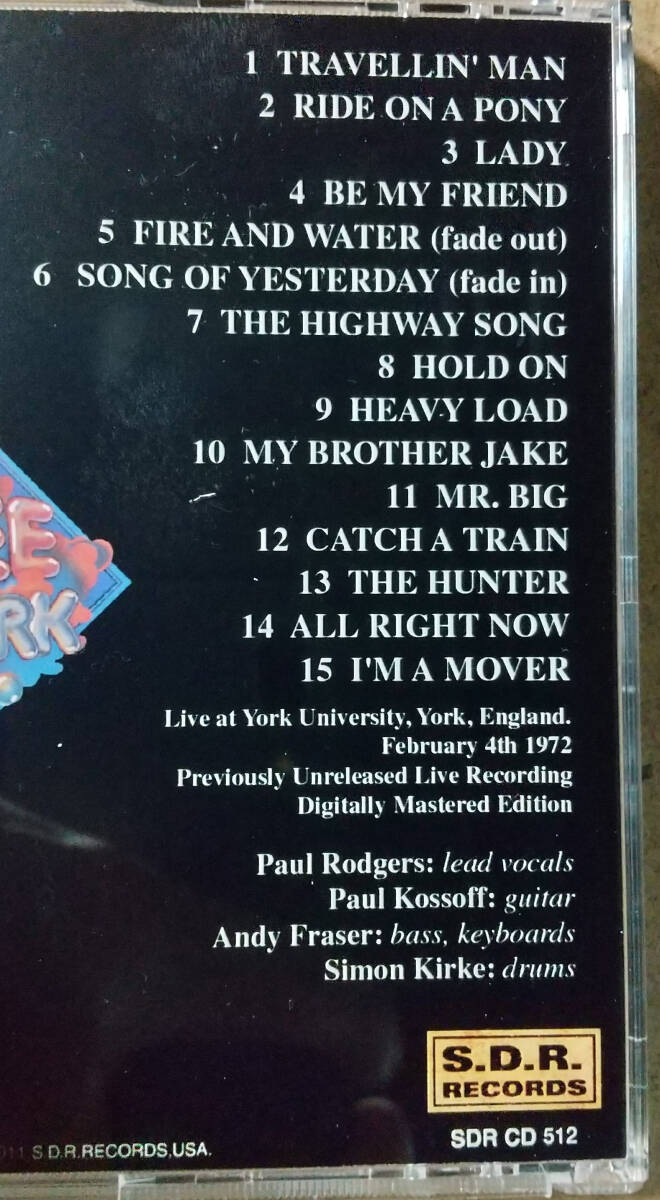 1 TRAVELLIN' MAN
2 RIDE ON A PONY
3 LADY
4 BE MY FRIEND
5 FIRE AND WATER (fade out)
6 SONG OF YESTERDAY (fade in)
7 THE HIGHWAY SONG
8 HOLD ON
9 HEAVY LOAD
10 MY BROTHER JAKE
11 MR. BIG
12 CATCH A TRAIN
13 THE HUNTER
14 ALL RIGHT NOW
15 I'M A MOVER
Live at York University, York, England.
February 4th 1972
Previously Unreleased Live Recording
Digitally Mastered Edition
Paul Rodgers: lead vocals
Paul Kossoff: guitar
Andy Fraser: bass, keyboards
Simon Kirke: drums
S.D.R.
RECORDS
SDR CD 512
S.D.R.RECORDS,USA.